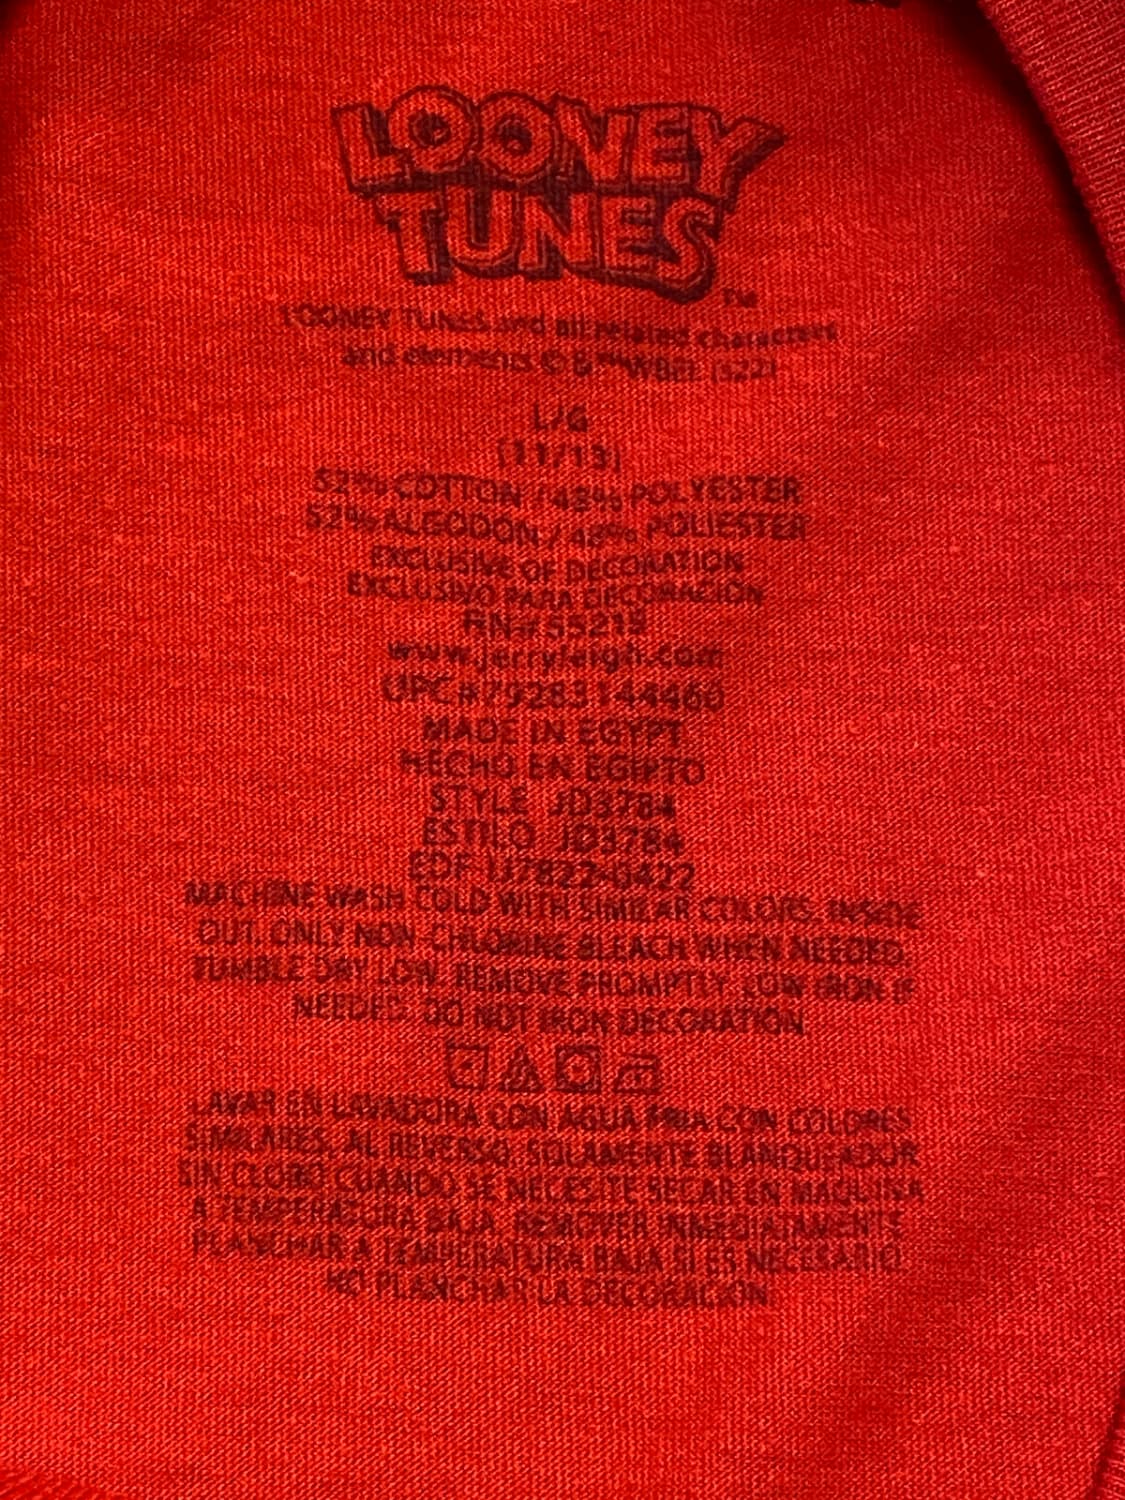 LOONEY
TUNES
TM
LOONEY TUNES and all related characters
and elements © & ™ WBEI (s22)
L/G
(11/13)
52% COTTON / 48% POLYESTER
52% ALGODON / 48% POLIESTER
EXCLUSIVE OF DECORATION
EXCLUSIVO PARA DECORACION
RN#
www.jerryleigh.com
UPC#79283144460
MADE IN EGYPT
HECHO EN EGIPTO
STYLE JD3784
ESTILO JD3784
MACHINE WASH COLD WITH SIMILAR COLORS, INSIDE
OUT. ONLY NON-CHLORINE BLEACH WHEN NEEDED.
TUMBLE DRY LOW. REMOVE PROMPTLY. LOW IRON IF
NEEDED. DO NOT IRON DECORATION.
LAVAR EN LAVADORA CON AGUA FRIA CON COLORES
SIMILARES, AL REVERSO. SOLAMENTE BLANQUEADOR
SIN CLORO CUANDO SE NECESITE SECAR EN MAQUINA
A TEMPERATURA BAJA. REMOVER INMEDIATAMENTE
PLANCHAR A TEMPERATURA BAJA SI ES NECESARIO.
NO PLANCHAR LA DECORACION.